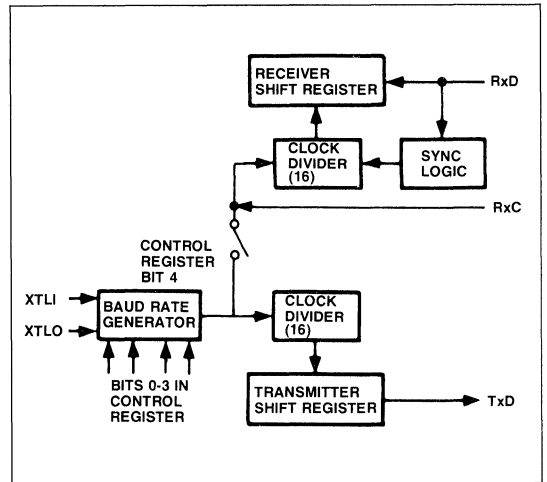 RECEIVER
SHIFT REGISTER
RxD
CLOCK
DIVIDER
(16)
SYNC
LOGIC
RxC
CONTROL
REGISTER
BIT 4
XTLI
XTLO
BAUD RATE
GENERATOR
CLOCK
DIVIDER
(16)
BITS 0-3 IN
CONTROL
REGISTER
TRANSMITTER
SHIFT REGISTER
TxD